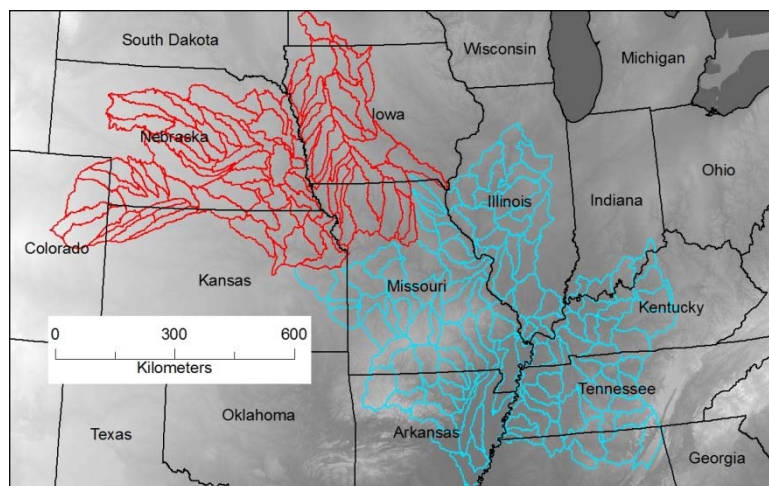 South Dakota
Wisconsin
Michigan
Iowa
Nebraska
Ohio
Illinois
Indiana
Colorado
Kansas
Missouri
Kentucky
0 300 600
Kilometers
Tennessee
Oklahoma
Arkansas
Texas
Georgia